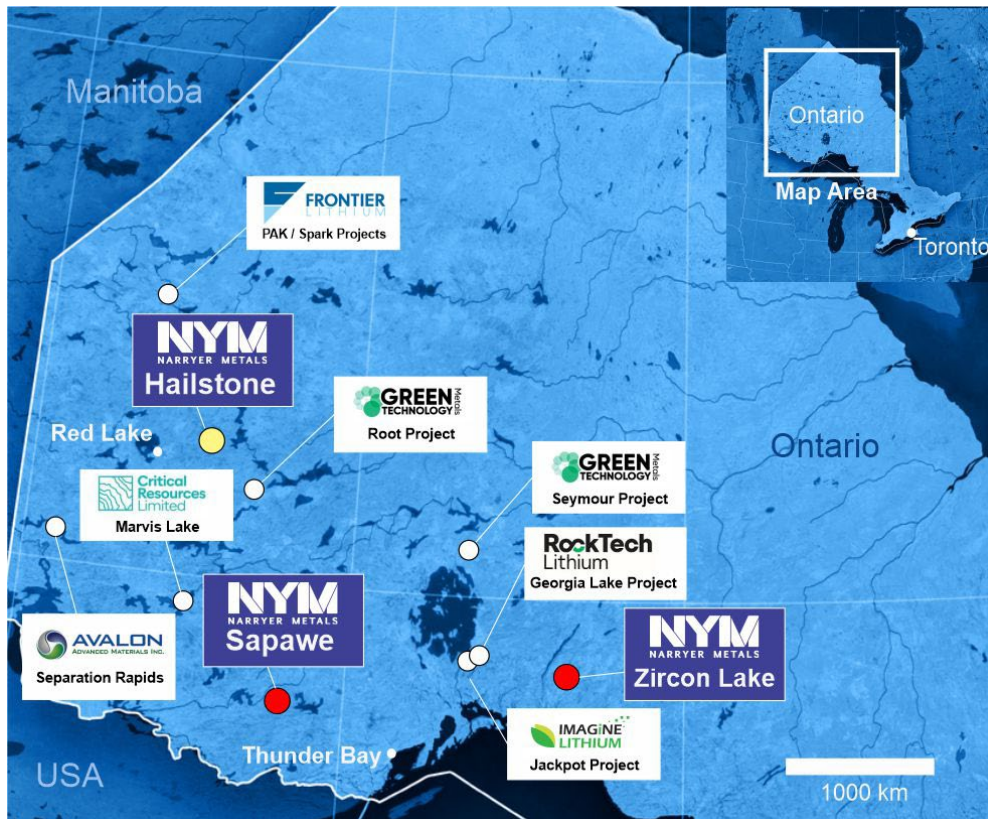 Manitoba
Ontario
Map Area
Toronto
FRONTIER
LITHIUM
PAK / Spark Projects
NYM
NARRYER METALS
Hailstone
GREEN
TECHNOLOGY
Metals
Root Project
Red Lake
Ontario
GREEN
TECHNOLOGY
Metals
Seymour Project
Critical
Resources
Limited
Marvis Lake
RockTech
Lithium
Georgia Lake Project
NYM
NARRYER METALS
Sapawe
NYM
NARRYER METALS
Zircon Lake
AVALON
ADVANCED MATERIALS INC.
Separation Rapids
IMAGINE
LITHIUM
Jackpot Project
Thunder Bay
USA
1000 km